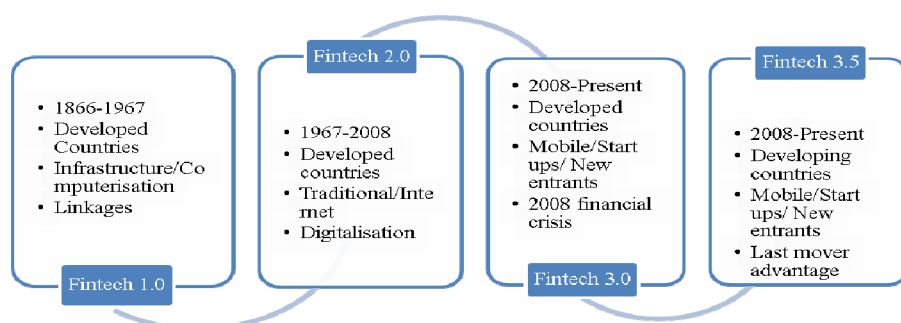 • 1866-1967
• Developed
Countries
• Infrastructure/Co
mputerisation
• Linkages
Fintech 1.0
Fintech 2.0
• 1967-2008
• Developed
countries
• Traditional/Inte
rnet
• Digitalisation
• 2008-Present
• Developed
countries
• Mobile/Start
ups/ New
entrants
• 2008 financial
crisis
Fintech 3.0
Fintech 3.5
• 2008-Present
• Developing
countries
• Mobile/Start
ups/ New
entrants
• Last mover
advantage